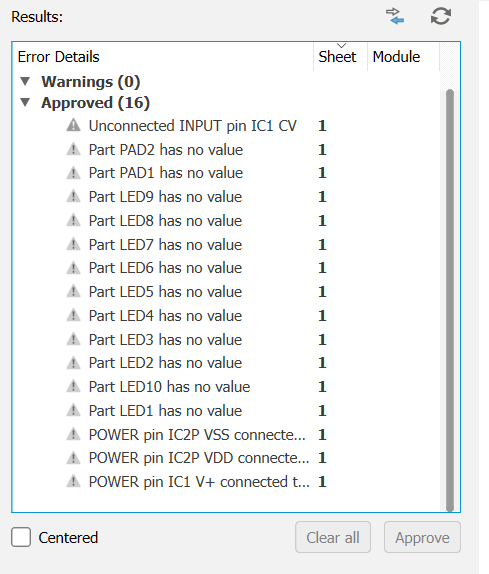 Results:
Error Details Sheet Module
Warnings (0)
Approved (16)
Unconnected INPUT pin IC1 CV 1
Part PAD2 has no value 1
Part PAD1 has no value 1
Part LED9 has no value 1
Part LED8 has no value 1
Part LED7 has no value 1
Part LED6 has no value 1
Part LED5 has no value 1
Part LED4 has no value 1
Part LED3 has no value 1
Part LED2 has no value 1
Part LED10 has no value 1
Part LED1 has no value 1
POWER pin IC2P VSS connecte... 1
POWER pin IC2P VDD connecte... 1
POWER pin IC1 V+ connected t... 1
Centered Clear all Approve